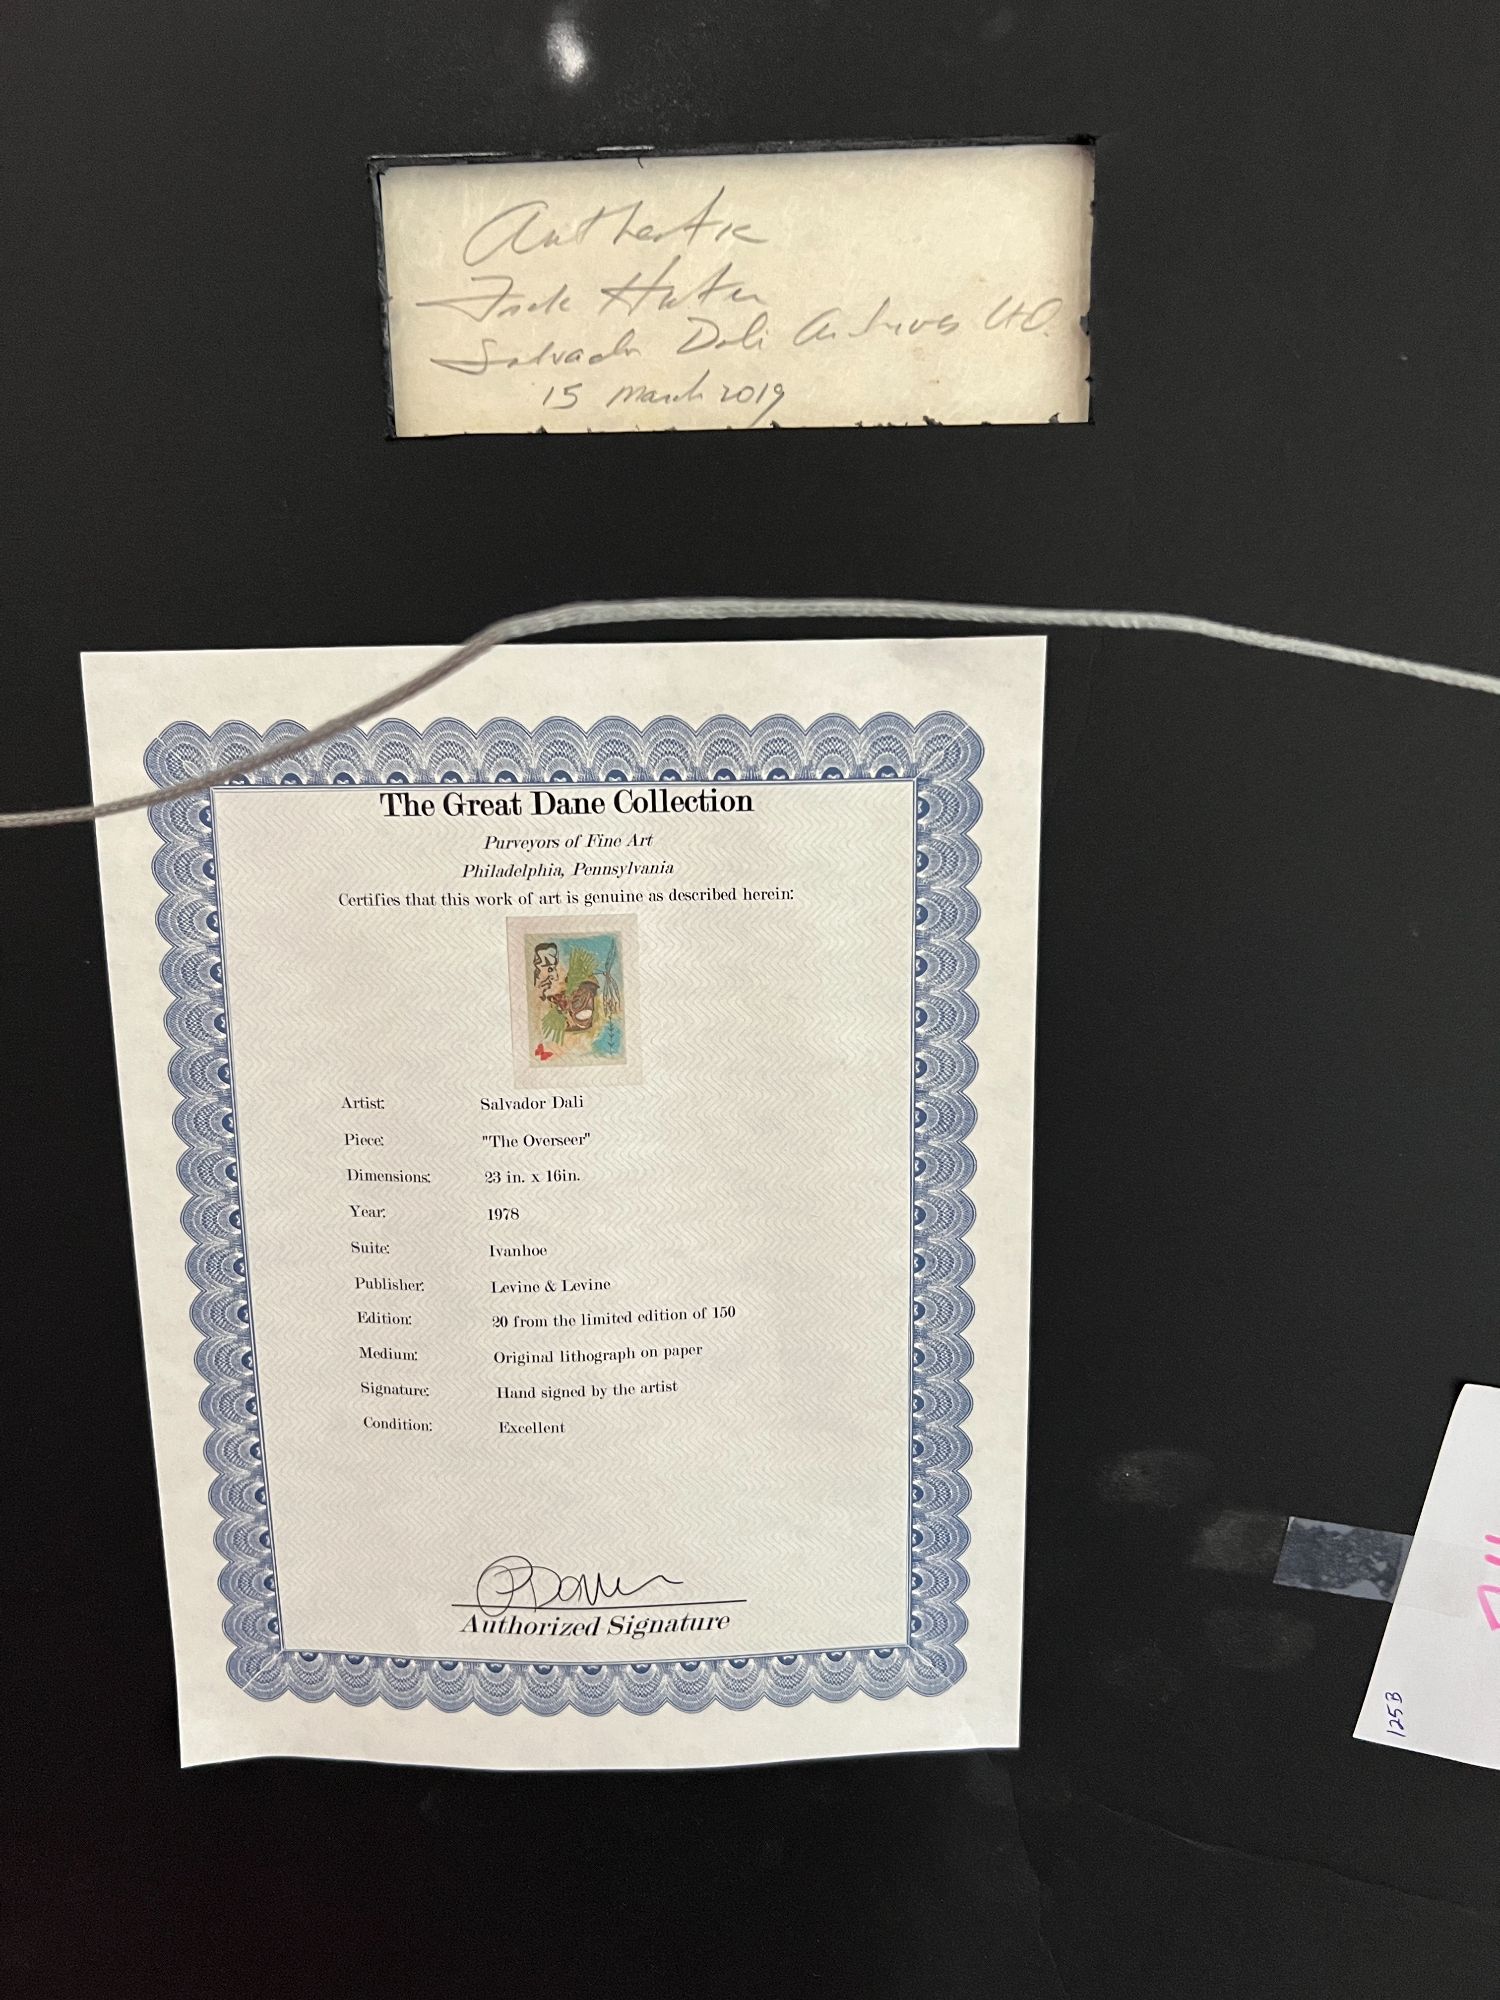 Authentic
Salvador Dali Archives Ltd.
15 March 2019
The Great Dane Collection
Purveyors of Fine Art
Philadelphia, Pennsylvania
Certifies that this work of art is genuine as described herein:
Artist: Salvador Dali
Piece: "The Overseer"
Dimensions: 23 in. x 16in.
Year: 1978
Suite: Ivanhoe
Publisher: Levine & Levine
Edition: 20 from the limited edition of 150
Medium: Original lithograph on paper
Signature: Hand signed by the artist
Condition: Excellent
Authorized Signature
125B